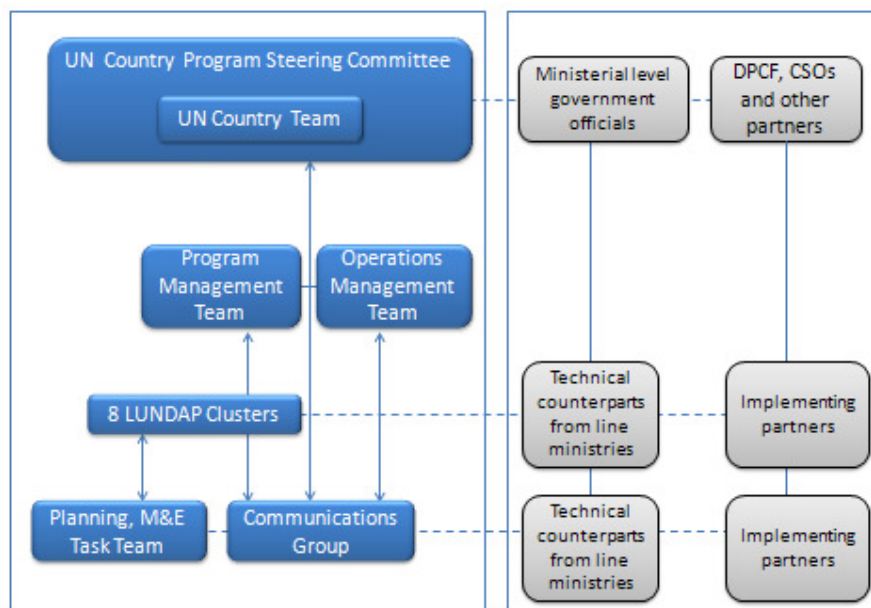 UN Country Program Steering Committee
UN Country Team
Ministerial level
government
officials
DPCF, CSOs
and other
partners
Program
Management
Team
Operations
Management
Team
8 LUNDAP Clusters
Technical
counterparts
from line
ministries
Implementing
partners
Planning, M&E
Task Team
Communications
Group
Technical
counterparts
from line
ministries
Implementing
partners